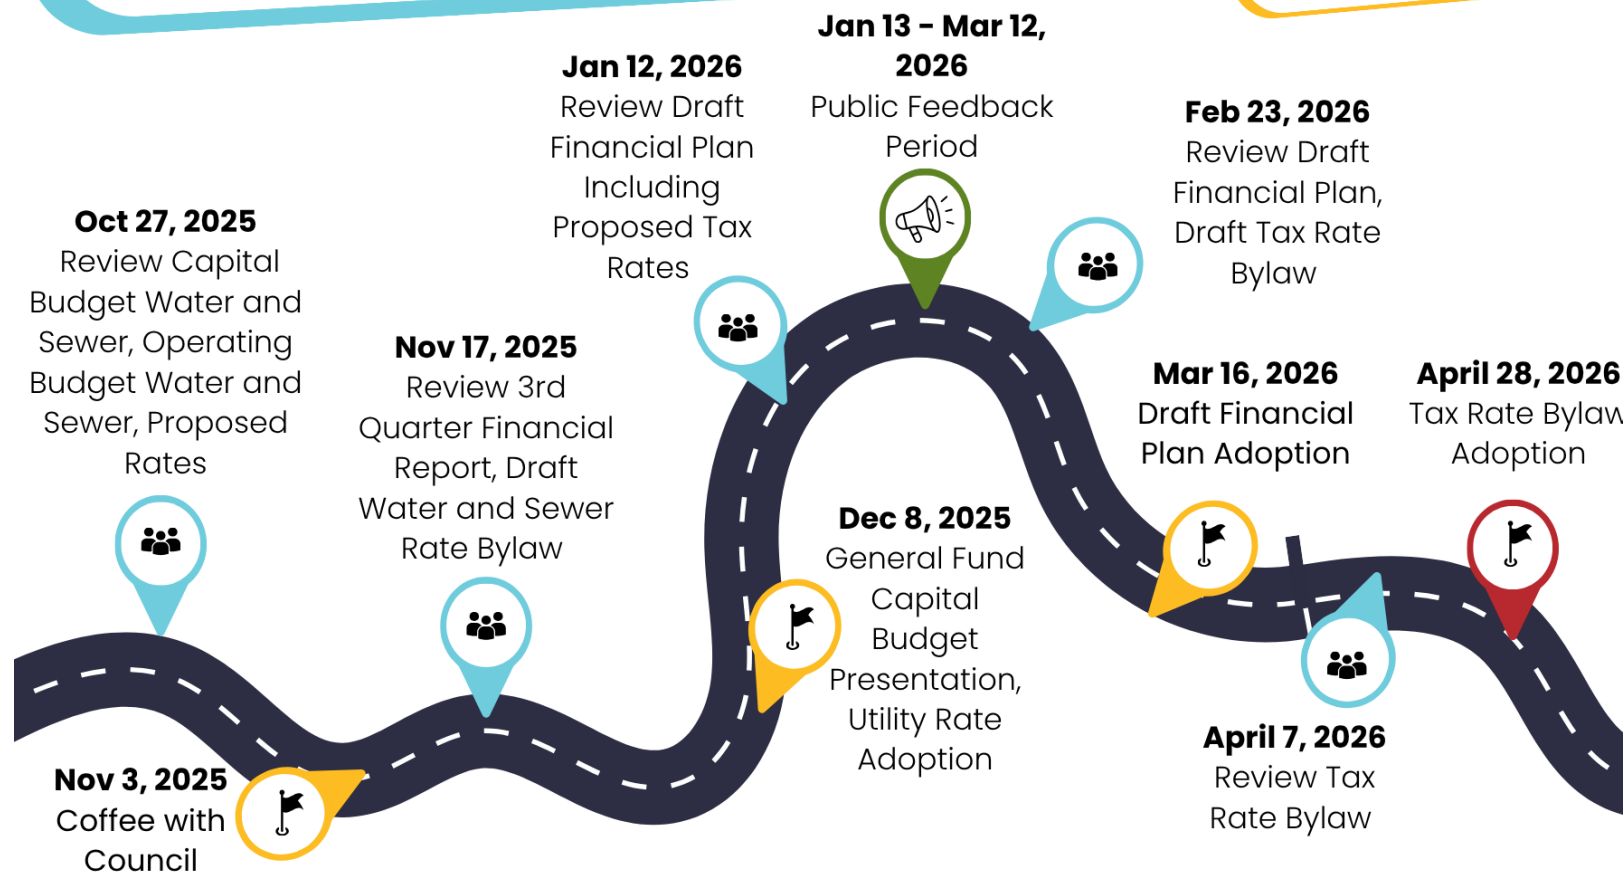 Oct 27, 2025
Review Capital
Budget Water and
Sewer, Operating
Budget Water and
Sewer, Proposed
Rates
Nov 3, 2025
Coffee with
Council
Nov 17, 2025
Review 3rd
Quarter Financial
Report, Draft
Water and Sewer
Rate Bylaw
Dec 8, 2025
General Fund
Capital
Budget
Presentation,
Utility Rate
Adoption
Jan 12, 2026
Review Draft
Financial Plan
Including
Proposed Tax
Rates
Jan 13 - Mar 12,
2026
Public Feedback
Period
Feb 23, 2026
Review Draft
Financial Plan,
Draft Tax Rate
Bylaw
Mar 16, 2026
Draft Financial
Plan Adoption
April 7, 2026
Review Tax
Rate Bylaw
April 28, 2026
Tax Rate Bylaw
Adoption